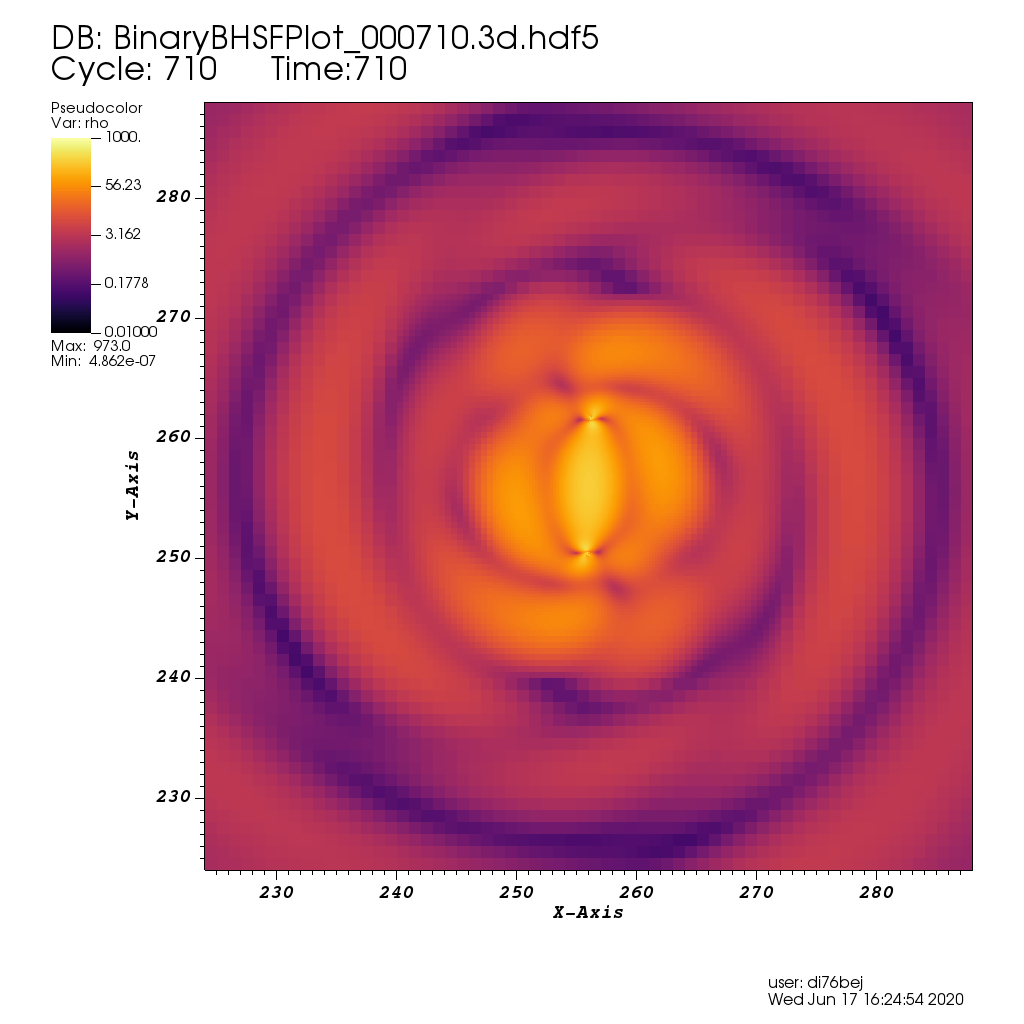 DB: BinaryBHSFPlot_000710.3d.hdf5
Cycle: 710 Time:710
Pseudocolor
Var: rho
1000.
56.23
3.162
0.1778
0.01000
Max: 973.0
Min: 4.862e-07
280
270
260
250
240
230
Y-Axis
230 240 250 260 270 280
X-Axis
user: di76bej
Wed Jun 17 16:24:54 2020